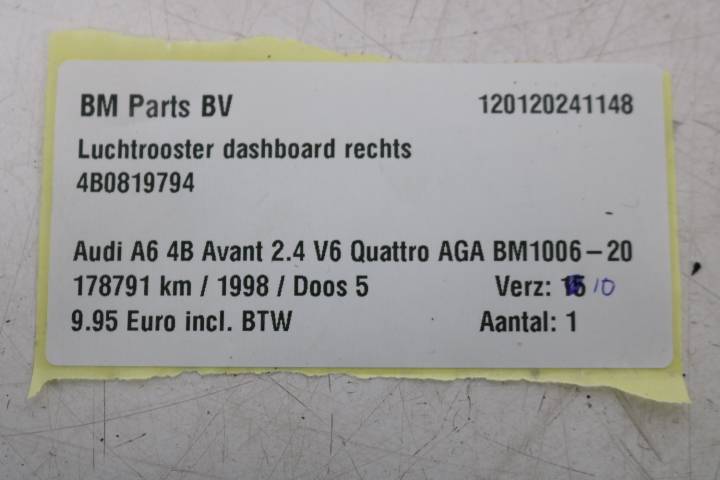 BM Parts BV 120120241148
Luchtrooster dashboard rechts
4B0819794
Audi A6 4B Avant 2.4 V6 Quattro AGA BM1006-20
178791 km / 1998 / Doos 5 Verz: 15 10
9.95 Euro incl. BTW Aantal: 1